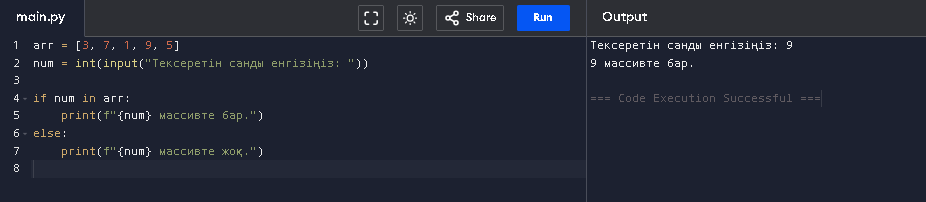 main.py Share Run Output
1 arr = [3, 7, 1, 9, 5]
2 num = int(input("Тексеретін санды енгізіңіз: "))
3
4 if num in arr:
5     print(f"{num} массивте бар.")
6 else:
7     print(f"{num} массивте жоқ.")
8
Тексеретін санды енгізіңіз: 9
9 массивте бар.
=== Code Execution Successful ===